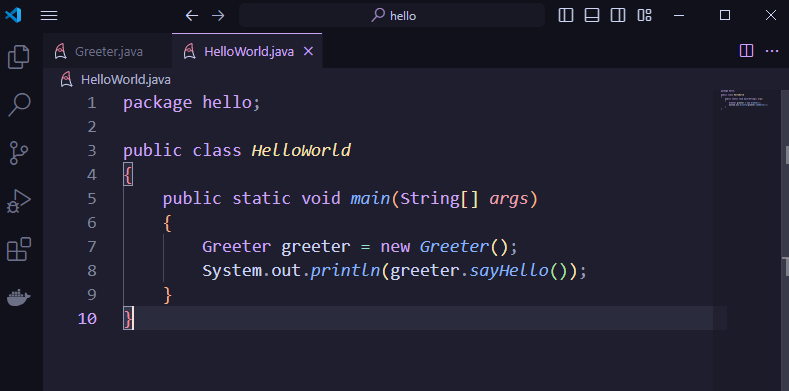 hello
Greeter.java
HelloWorld.java
HelloWorld.java
1 package hello;
2
3 public class HelloWorld
4 {
5     public static void main(String[] args)
6     {
7         Greeter greeter = new Greeter();
8         System.out.println(greeter.sayHello());
9     }
10 }